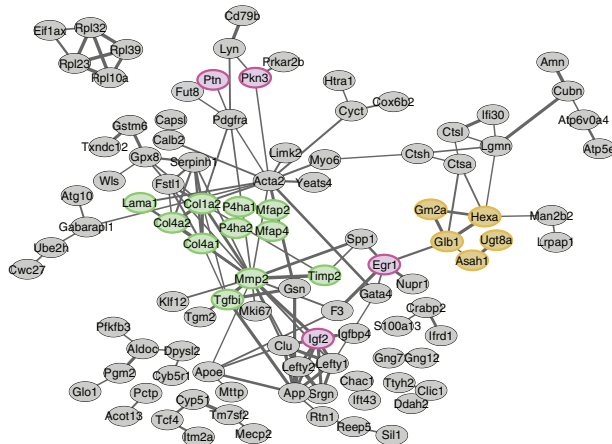 Cd79b
Rpl32
Eif1ax
Lyn
Rpl39
Amn
Rpl23
Prkar2b
Rpl10a
Ptn
Pkn3
Htra1
Cubn
Fut8
Cox6b2
Cyct
Ifi30
Capsl
Pdgfra
Atp6v0a4
Gstm6
Ctsl
Calb2
Txndc12
Lgmn
Atp5e
Limk2
Ctsh
Gpx8
Serpinh1
Myo6
Ctsa
Wls
Fstl1
Acta2
Yeats4
Atg10
Lama1
Col1a2
P4ha1
Mfap2
Gm2a
Hexa
Man2b2
Col4a2
Gabarapl1
P4ha2
Mfap4
Ugt8a
Ube2h
Col4a1
Spp1
Glb1
Lrpap1
Asah1
Cwc27
Egr1
Mmp2
Timp2
Nupr1
Gsn
Gata4
Klf12
Tgfbi
Crabp2
Tgm2
Mki67
F3
S100a13
Pfkfb3
Igf2
Igfbp4
Ifrd1
Aldoc
Dpysl2
Clu
Gng7
Gng12
Lefty2
Lefty1
Pgm2
Cyb5r1
Apoe
Chac1
Ttyh2
Glo1
Pctp
Mttp
App
Srgn
Clic1
Cyp51
Ift43
Ddah2
Acot13
Tcf4
Tm7sf2
Rtn1
Reep5
Itm2a
Mecp2
Sil1